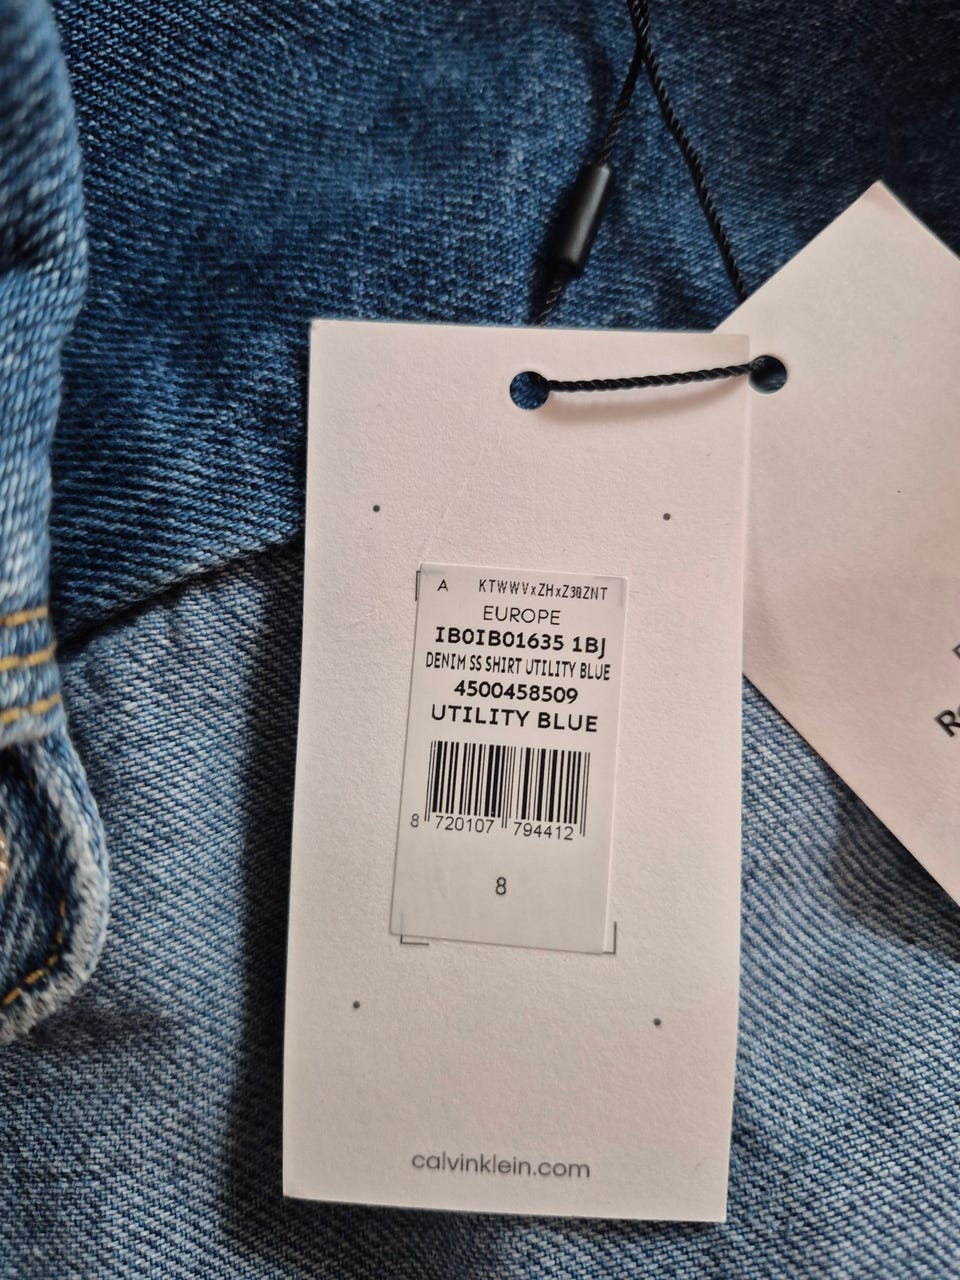 A KTWWVxZHxZ30ZNT
EUROPE
IB0IB01635 1BJ
DENIM SS SHIRT UTILITY BLUE
4500458509
UTILITY BLUE
8 720107 794412
8
calvinklein.com